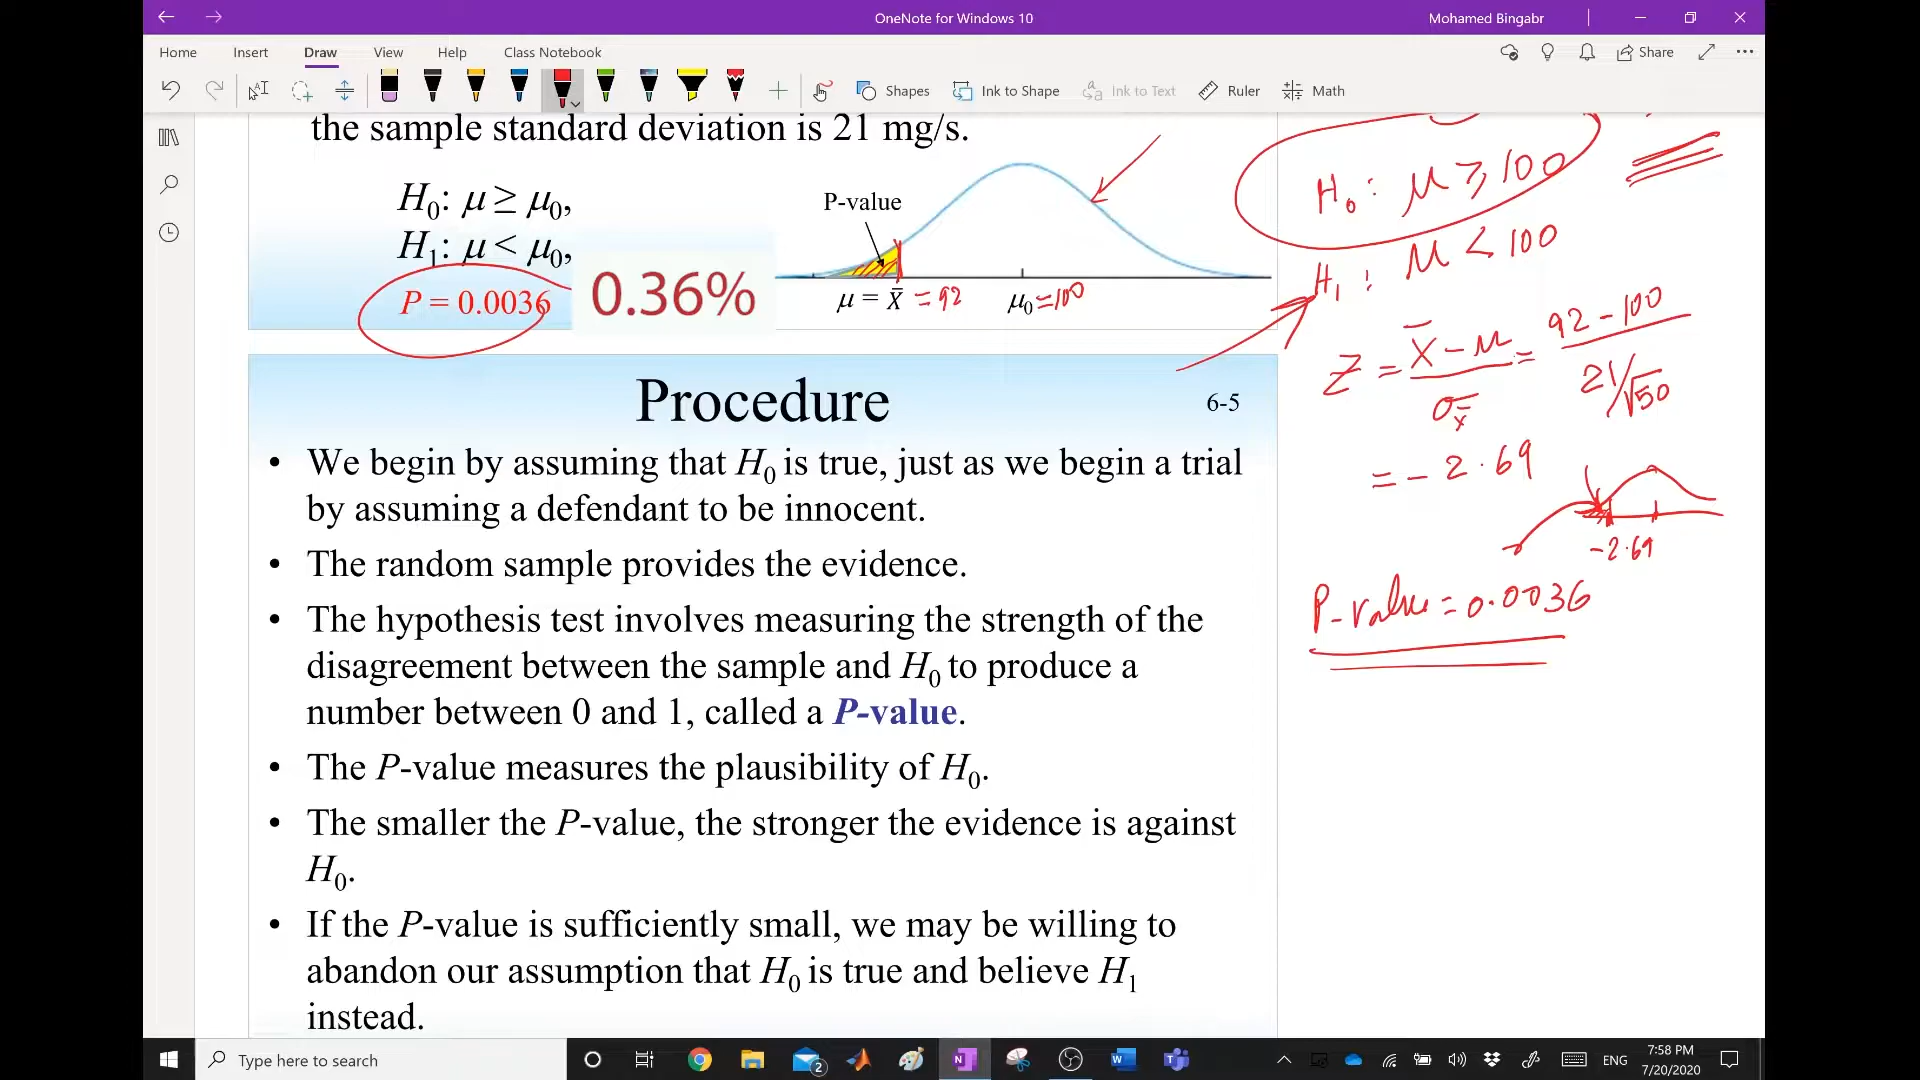 OneNote for Windows 10
Mohamed Bingabr
Home Insert Draw View Help Class Notebook
Share
Shapes Ink to Shape Ink to Text Ruler Math
the sample standard deviation is 21 mg/s.
H0: μ ≥ μ0,
H1: μ < μ0,
P = 0.0036
0.36%
P-value
μ = X̄ = 92
μ0 = 100
H0 : μ ≥ 100
H1 : μ < 100
Z = X̄ - μ / σx̄ = 92 - 100 / 21/√50
= - 2.69
-2.69
P-value = 0.0036
Procedure
6-5
• We begin by assuming that H0 is true, just as we begin a trial
by assuming a defendant to be innocent.
• The random sample provides the evidence.
• The hypothesis test involves measuring the strength of the
disagreement between the sample and H0 to produce a
number between 0 and 1, called a P-value.
• The P-value measures the plausibility of H0.
• The smaller the P-value, the stronger the evidence is against
H0.
• If the P-value is sufficiently small, we may be willing to
abandon our assumption that H0 is true and believe H1
instead.
Type here to search
2
ENG
7:58 PM
7/20/2020